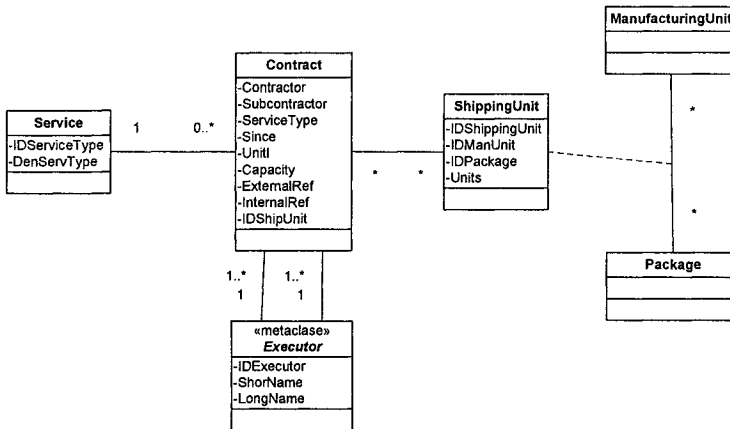 ManufacturingUnit
Contract
-Contractor
-Subcontractor
-ServiceType
-Since
-UnitI
-Capacity
-ExternalRef
-InternalRef
-IDShipUnit
ShippingUnit
-IDShippingUnit
-IDManUnit
-IDPackage
-Units
Service
-IDServiceType
-DenServType
1
0..*
*
*
*
*
Package
1..*
1
1..*
1
«metaclase»
Executor
-IDExecutor
-ShorName
-LongName